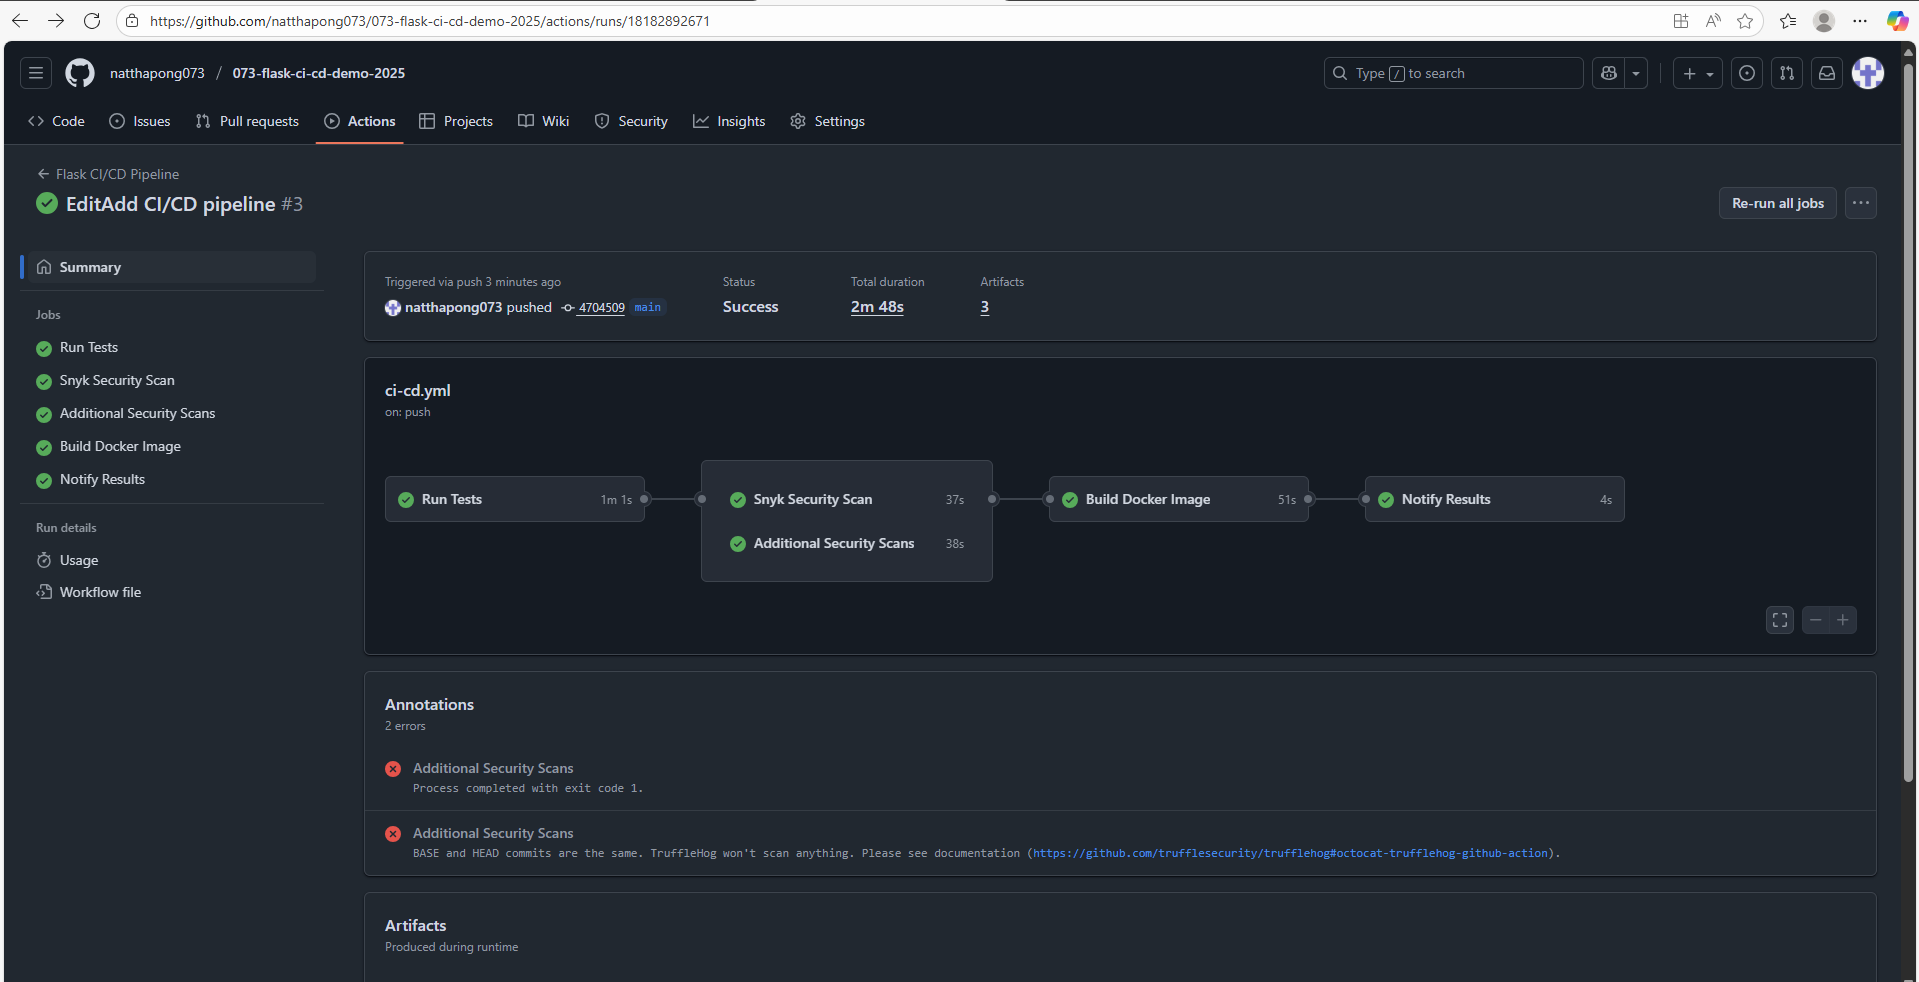 https://github.com/natthapong073/073-flask-ci-cd-demo-2025/actions/runs/18182892671
natthapong073 / 073-flask-ci-cd-demo-2025
Type / to search
Code Issues Pull requests Actions Projects Wiki Security Insights Settings
Flask CI/CD Pipeline
EditAdd CI/CD pipeline #3
Re-run all jobs
Summary
Jobs
Run Tests
Snyk Security Scan
Additional Security Scans
Build Docker Image
Notify Results
Run details
Usage
Workflow file
Triggered via push 3 minutes ago
natthapong073 pushed 4704509 main
Status
Success
Total duration
2m 48s
Artifacts
3
ci-cd.yml
on: push
Run Tests 1m 1s
Snyk Security Scan 37s
Additional Security Scans 38s
Build Docker Image 51s
Notify Results 4s
Annotations
2 errors
Additional Security Scans
Process completed with exit code 1.
Additional Security Scans
BASE and HEAD commits are the same. TruffleHog won't scan anything. Please see documentation (https://github.com/trufflesecurity/trufflehog#octocat-trufflehog-github-action).
Artifacts
Produced during runtime